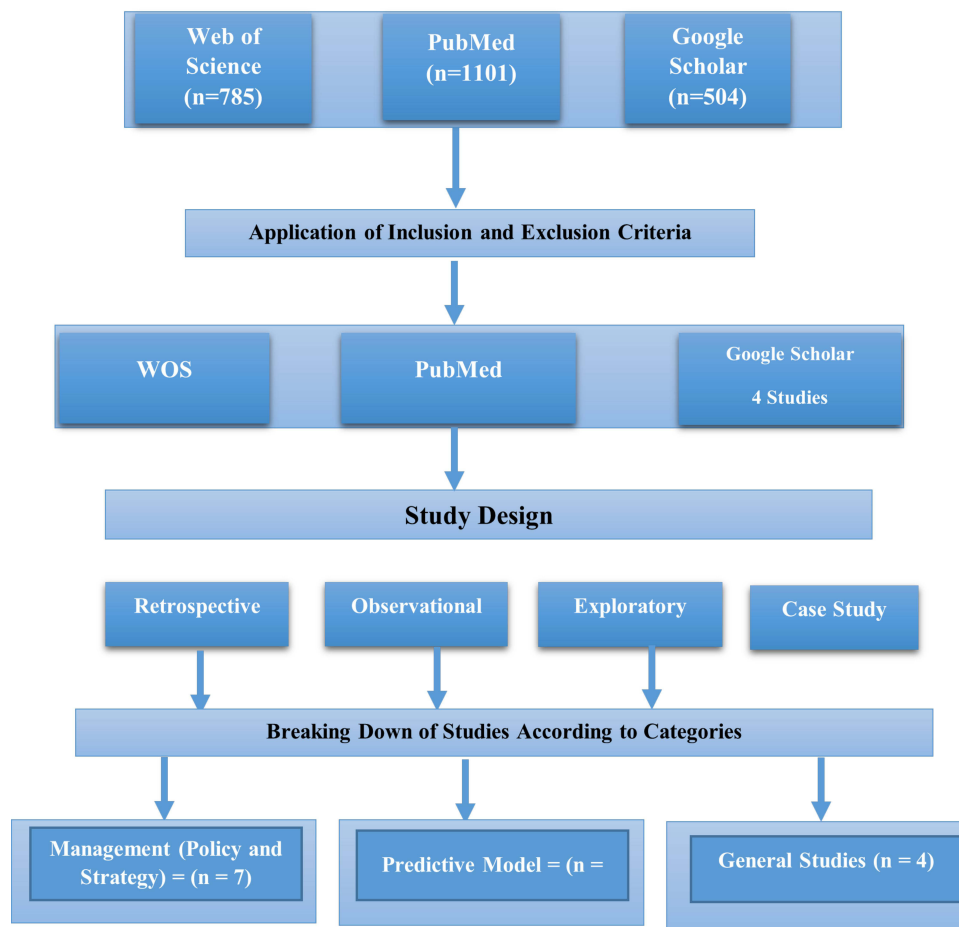 Web of
Science
(n=785)
PubMed
(n=1101)
Google
Scholar
(n=504)
Application of Inclusion and Exclusion Criteria
WOS
PubMed
Google Scholar
4 Studies
Study Design
Retrospective
Observational
Exploratory
Case Study
Breaking Down of Studies According to Categories
Management (Policy and
Strategy) = (n = 7)
Predictive Model = (n =
General Studies (n = 4)